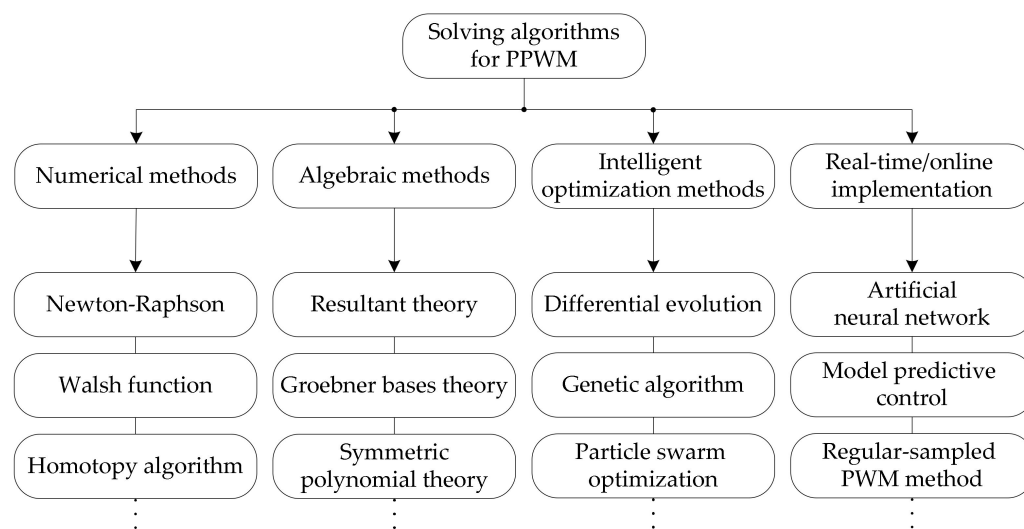 Solving algorithms
for PPWM
Numerical methods
Algebraic methods
Intelligent
optimization methods
Real-time/online
implementation
Newton-Raphson
Resultant theory
Differential evolution
Artificial
neural network
Walsh function
Groebner bases theory
Genetic algorithm
Model predictive
control
Homotopy algorithm
Symmetric
polynomial theory
Particle swarm
optimization
Regular-sampled
PWM method